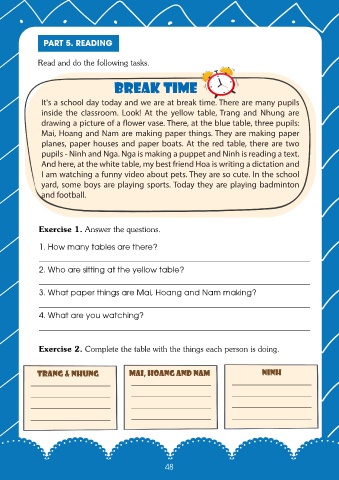 PART 5. READING
Read and do the following tasks.
BREAK TIME
It's a school day today and we are at break time. There are many pupils
inside the classroom. Look! At the yellow table, Trang and Nhung are
drawing a picture of a flower vase. There, at the blue table, three pupils:
Mai, Hoang and Nam are making paper things. They are making paper
planes, paper houses and paper boats. At the red table, there are two
pupils - Ninh and Nga. Nga is making a puppet and Ninh is reading a text.
And here, at the white table, my best friend Hoa is writing a dictation and
I am watching a funny video about pets. They are so cute. In the school
yard, some boys are playing sports. Today they are playing badminton
and football.
Exercise 1. Answer the questions.
1. How many tables are there?
2. Who are sitting at the yellow table?
3. What paper things are Mai, Hoang and Nam making?
4. What are you watching?
Exercise 2. Complete the table with the things each person is doing.
TRANG & NHUNG
MAI, HOANG AND NAM
NINH
48